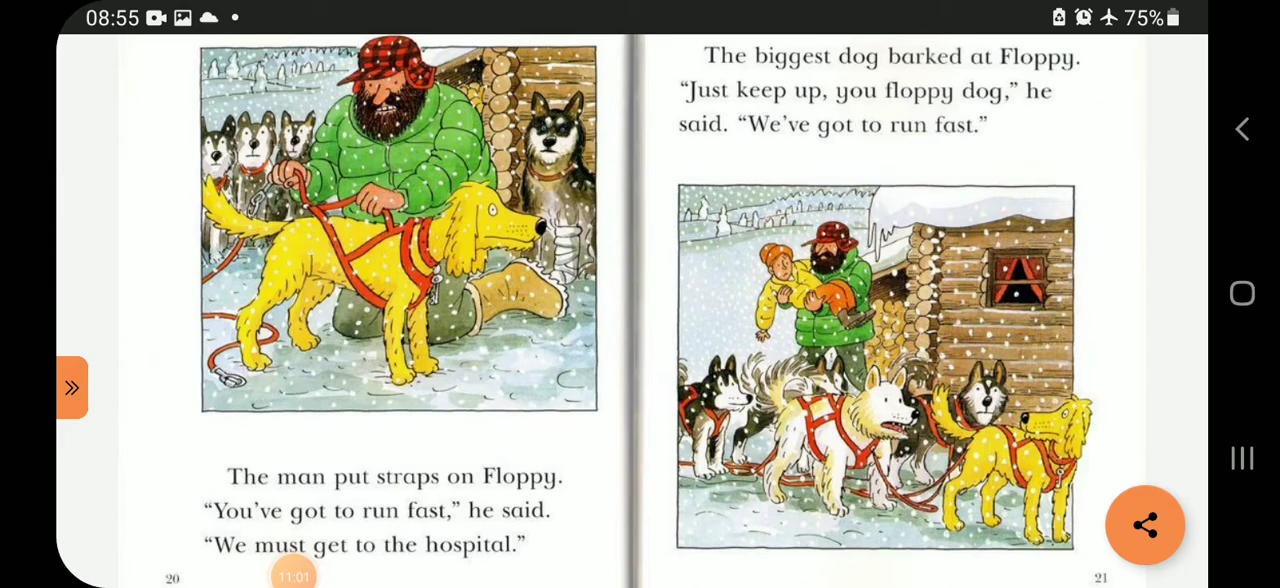 08:55
75%
The man put straps on Floppy.
“You’ve got to run fast,” he said.
“We must get to the hospital.”
20
11:01
The biggest dog barked at Floppy.
“Just keep up, you floppy dog,” he
said. “We’ve got to run fast.”
21